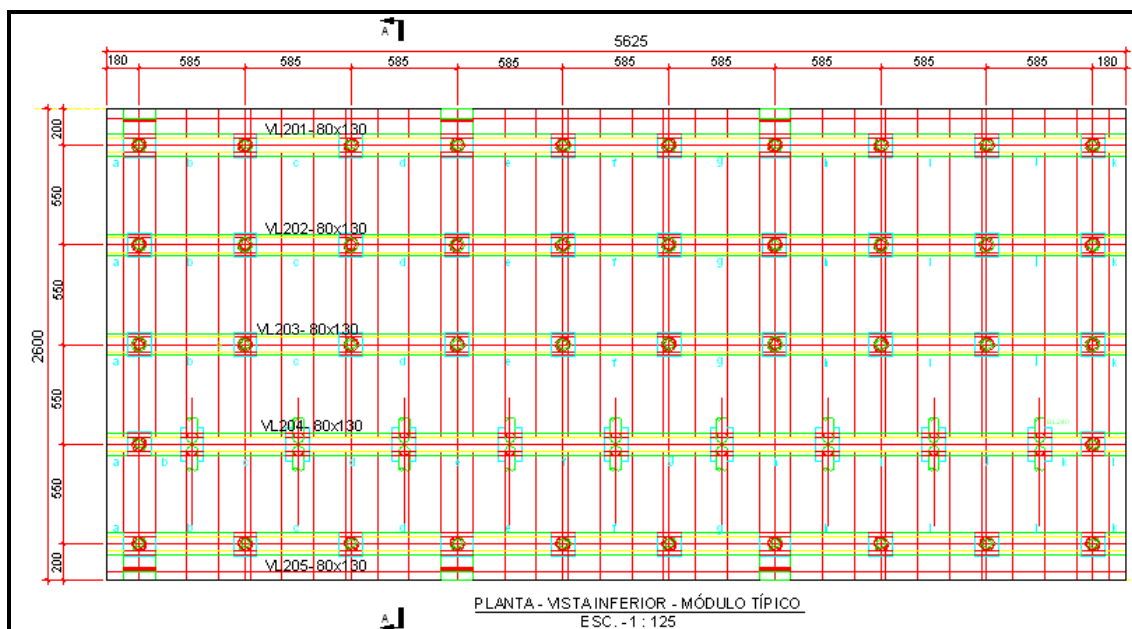 A
5625
180 585 585 585 585 585 585 585 585 585 180
200
VL201-80x130
a b c d e f g
k
550
VL202-80x130
a b c d e f g
k
550
2600
VL203-80x130
a b c d e f g
k
550
VL204-80x130
a b
550
a
k
200
VL205-80x130
PLANTA - VISTA INFERIOR - MÓDULO TÍPICO
A
ESC. - 1 : 125